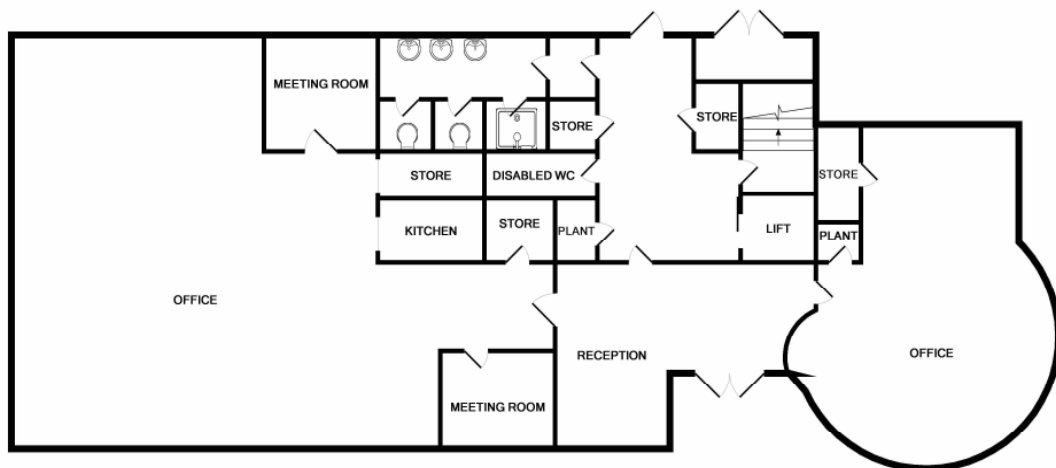 MEETING ROOM
STORE
STORE
STORE
DISABLED WC
STORE
KITCHEN
STORE
PLANT
LIFT
PLANT
OFFICE
RECEPTION
OFFICE
MEETING ROOM